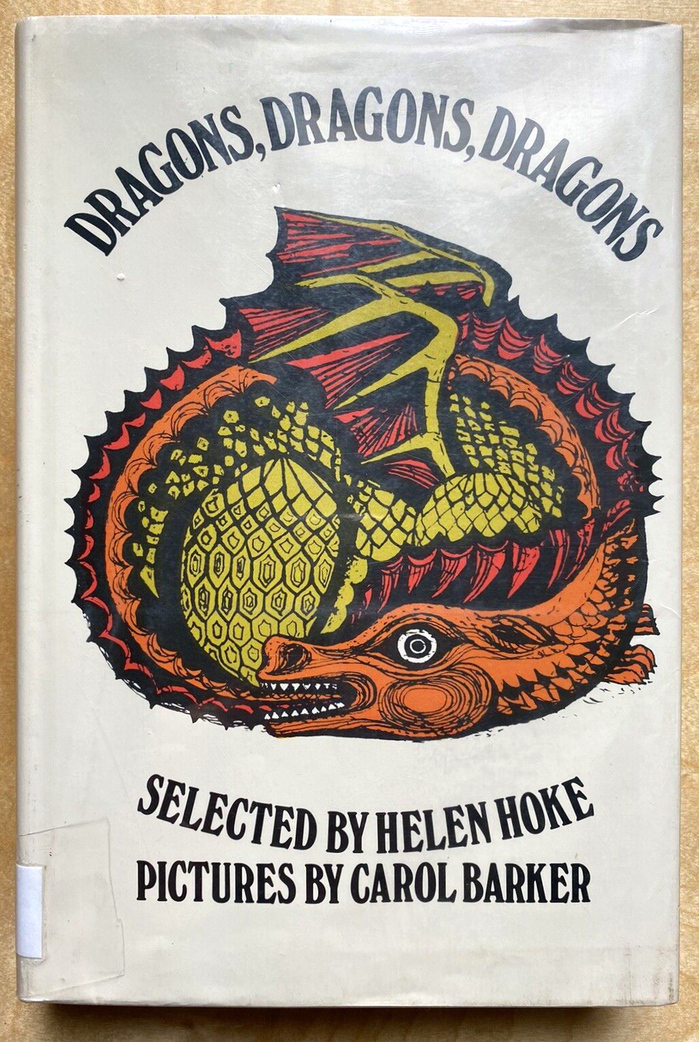 DRAGONS, DRAGONS, DRAGONS
SELECTED BY HELEN HOKE
PICTURES BY CAROL BARKER